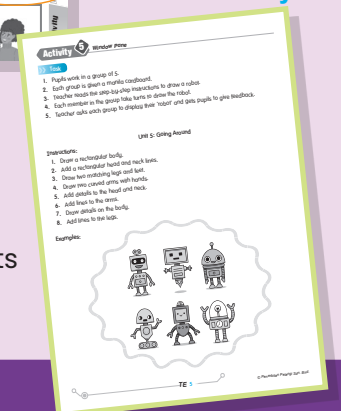 Activity 5 Window Pane
Task
1. Pupils work in a group of 5.
2. Each group is given a manila cardboard.
3. Teacher reads the step-by-step instructions to draw a robot.
4. Each member in the group take turns to draw the robot.
5. Teacher asks each group to display their 'robot' and gets pupils to give feedback.
Unit 5: Going Around
Instructions:
1. Draw a rectangular body.
2. Add a rectangular head and neck lines.
3. Draw two matching legs and feet.
4. Draw two curved arms with hands.
5. Add details to the head and neck.
6. Add lines to the arms.
7. Draw details on the body.
8. Add lines to the legs.
Examples:
TE 5